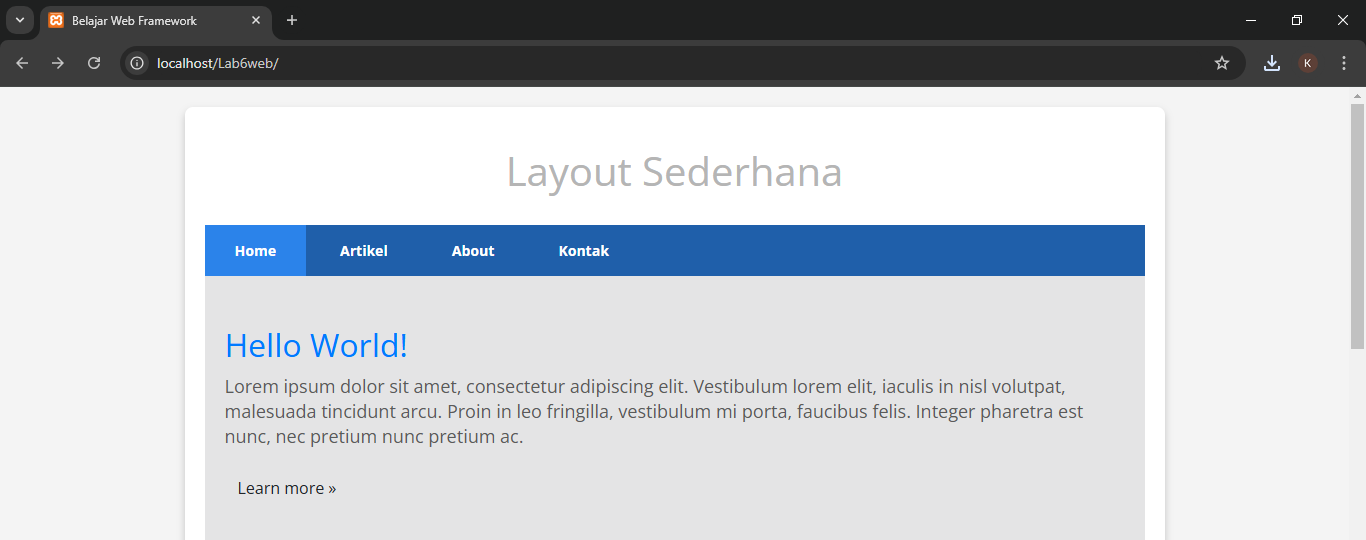 Belajar Web Framework
localhost/Lab6web/
K
Layout Sederhana
Home Artikel About Kontak
Hello World!
Lorem ipsum dolor sit amet, consectetur adipiscing elit. Vestibulum lorem elit, iaculis in nisl volutpat,
malesuada tincidunt arcu. Proin in leo fringilla, vestibulum mi porta, faucibus felis. Integer pharetra est
nunc, nec pretium nunc pretium ac.
Learn more »